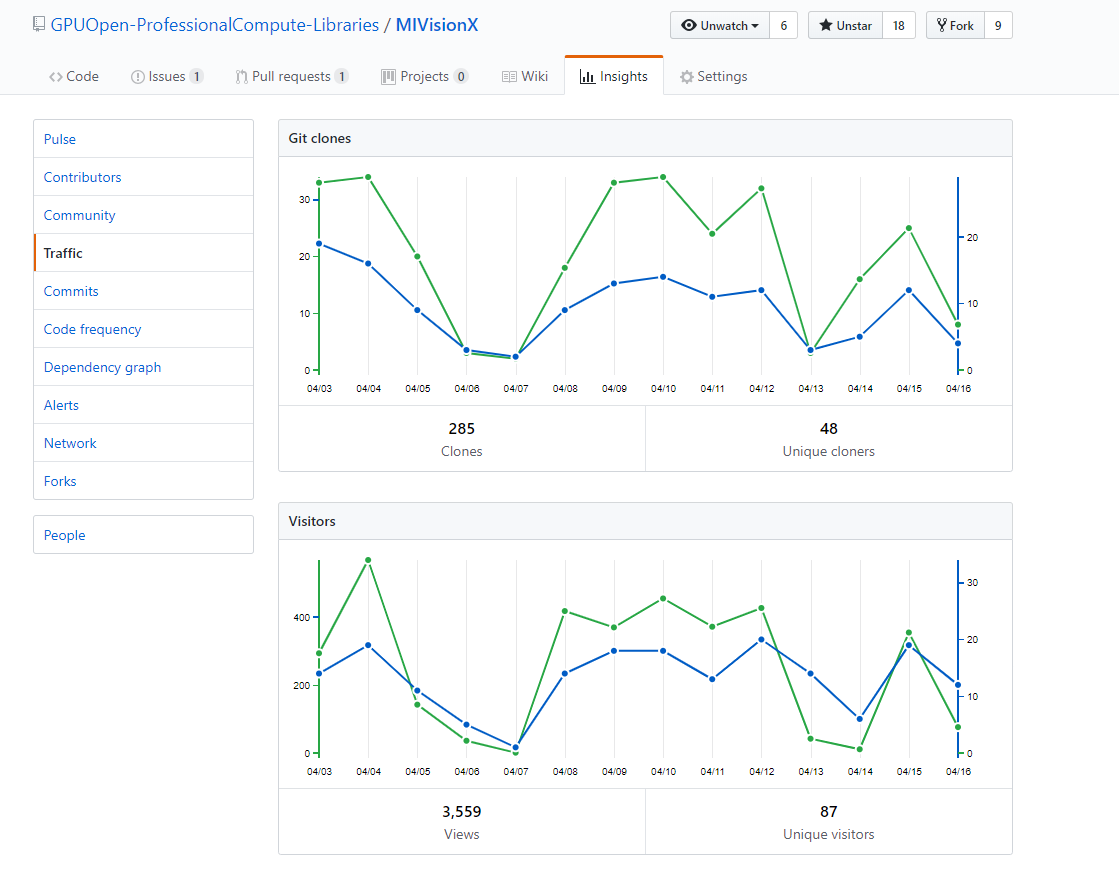 GPUOpen-ProfessionalCompute-Libraries / MIVisionX
Unwatch 6 Unstar 18 Fork 9
Code Issues 1 Pull requests 1 Projects 0 Wiki Insights Settings
Pulse
Contributors
Community
Traffic
Commits
Code frequency
Dependency graph
Alerts
Network
Forks
People
Git clones
30
20
10
0
20
10
0
04/03 04/04 04/05 04/06 04/07 04/08 04/09 04/10 04/11 04/12 04/13 04/14 04/15 04/16
285
Clones
48
Unique cloners
Visitors
400
200
0
30
20
10
0
04/03 04/04 04/05 04/06 04/07 04/08 04/09 04/10 04/11 04/12 04/13 04/14 04/15 04/16
3,559
Views
87
Unique visitors